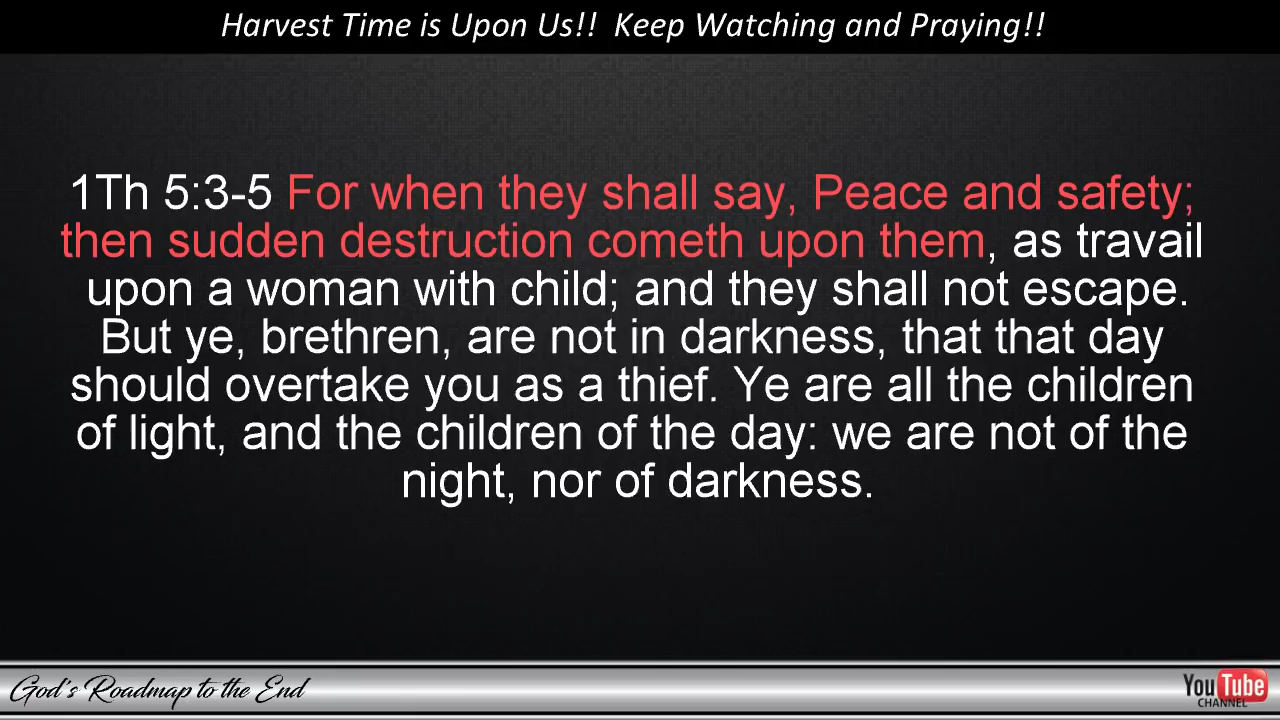 Harvest Time is Upon Us!!  Keep Watching and Praying!!
1Th 5:3-5 For when they shall say, Peace and safety;
then sudden destruction cometh upon them, as travail
upon a woman with child; and they shall not escape.
But ye, brethren, are not in darkness, that that day
should overtake you as a thief. Ye are all the children
of light, and the children of the day: we are not of the
night, nor of darkness.
God's Roadmap to the End
YouTube
CHANNEL